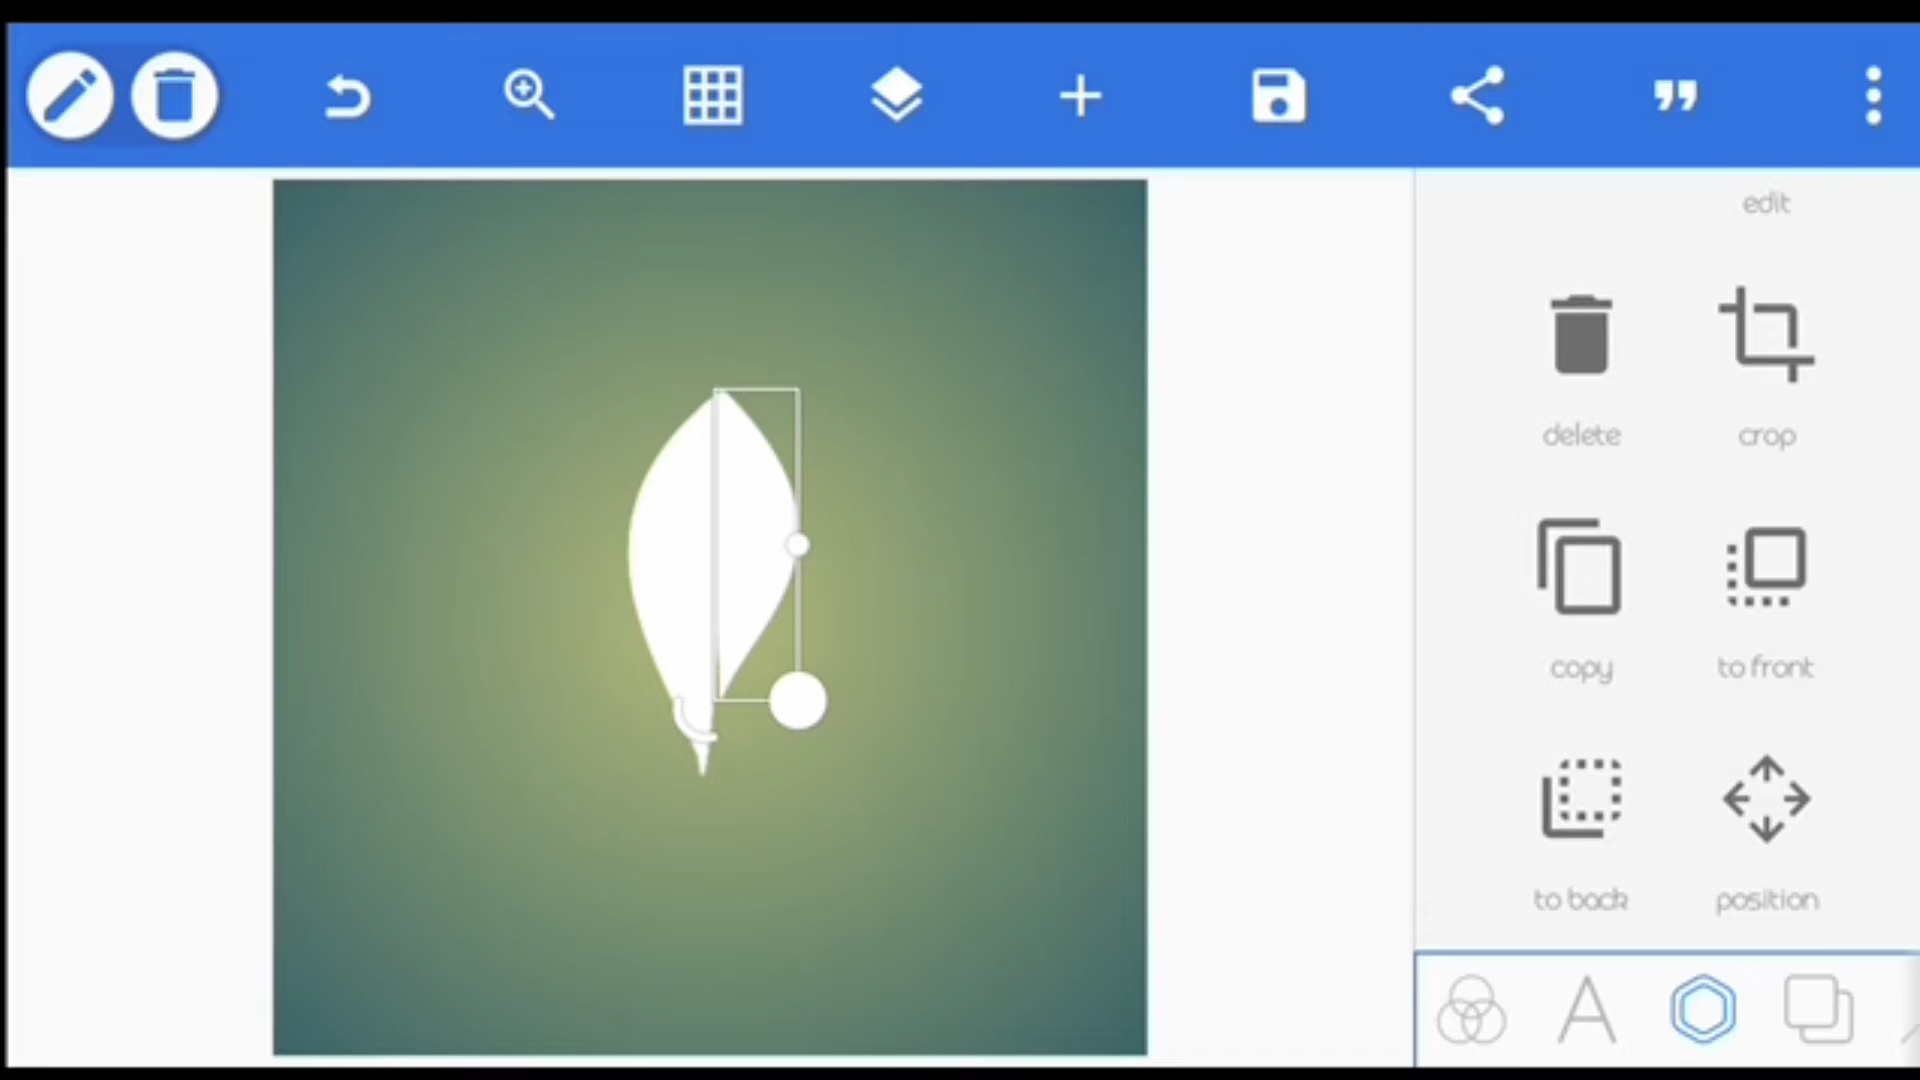 edit
delete
crop
copy
to front
to back
position